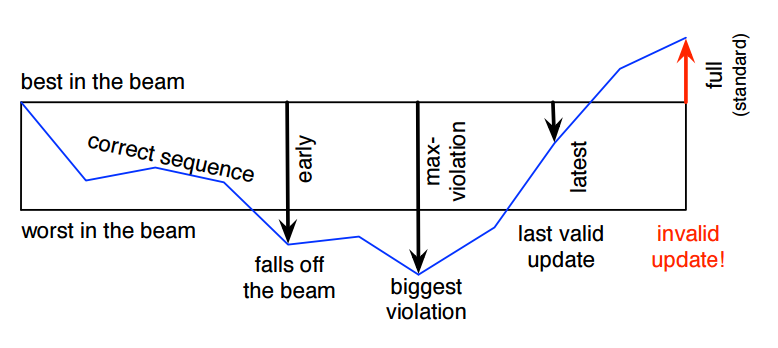 best in the beam
correct sequence
worst in the beam
early
falls off
the beam
max-
violation
biggest
violation
latest
last valid
update
full
(standard)
invalid
update!